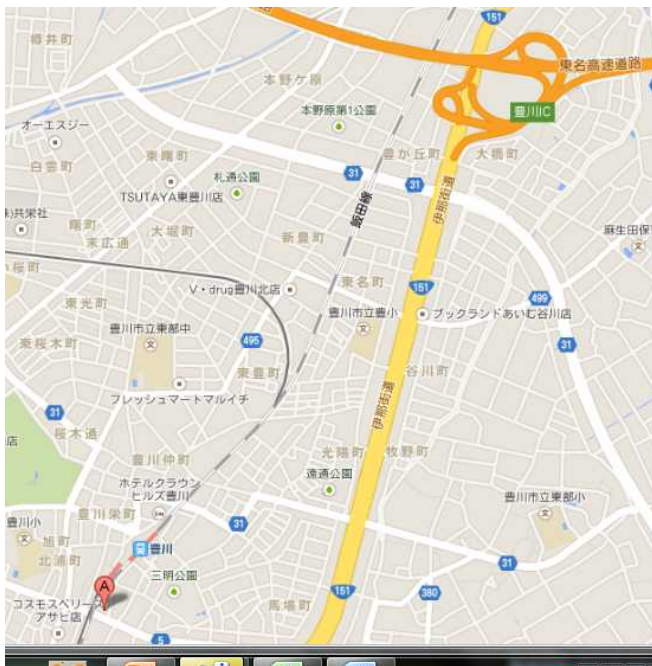 151
東名高速道路
樽井町
本野ケ原
本野原第1公園
豊川IC
オーエスジー
白雲町
東曙町
豊が丘町
大橋町
31
31
札通公園
TSUTAYA東豊川店
飯田線
伊那街道
共栄社
曙町
大堀町
末広通
新豊町
麻生田保
小桜町
東名町
151
V・drug豊川北店
499
東光町
豊川市立豊小
ブックランドあいむ谷川店
豊川市立東部中
495
31
東桜木町
東豊町
谷川町
フレッシュマートマルイチ
伊那街道
31
桜木通
店
光陽町
牧野町
豊川仲町
遠通公園
ホテルクラウン
ヒルズ豊川
豊川市立東部小
豊川小
豊川栄町
31
31
旭町
豊川
北浦町
三明公園
A
151
380
コスモスベリー
アサヒ店
馬場町
5